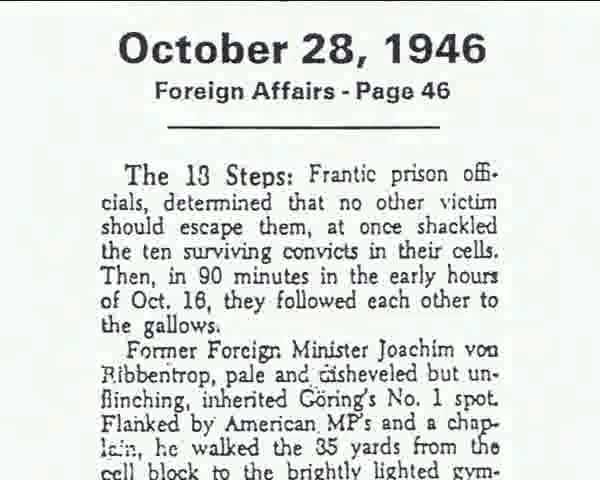 October 28, 1946
Foreign Affairs - Page 46
The 13 Steps: Frantic prison offi-
cials, determined that no other victim
should escape them, at once shackled
the ten surviving convicts in their cells.
Then, in 90 minutes in the early hours
of Oct. 16, they followed each other to
the gallows.
Former Foreign Minister Joachim von
Ribbentrop, pale and disheveled but un-
flinching, inherited Göring's No. 1 spot.
Flanked by American MP's and a chap-
lain, he walked the 35 yards from the
cell block to the brightly lighted gym-